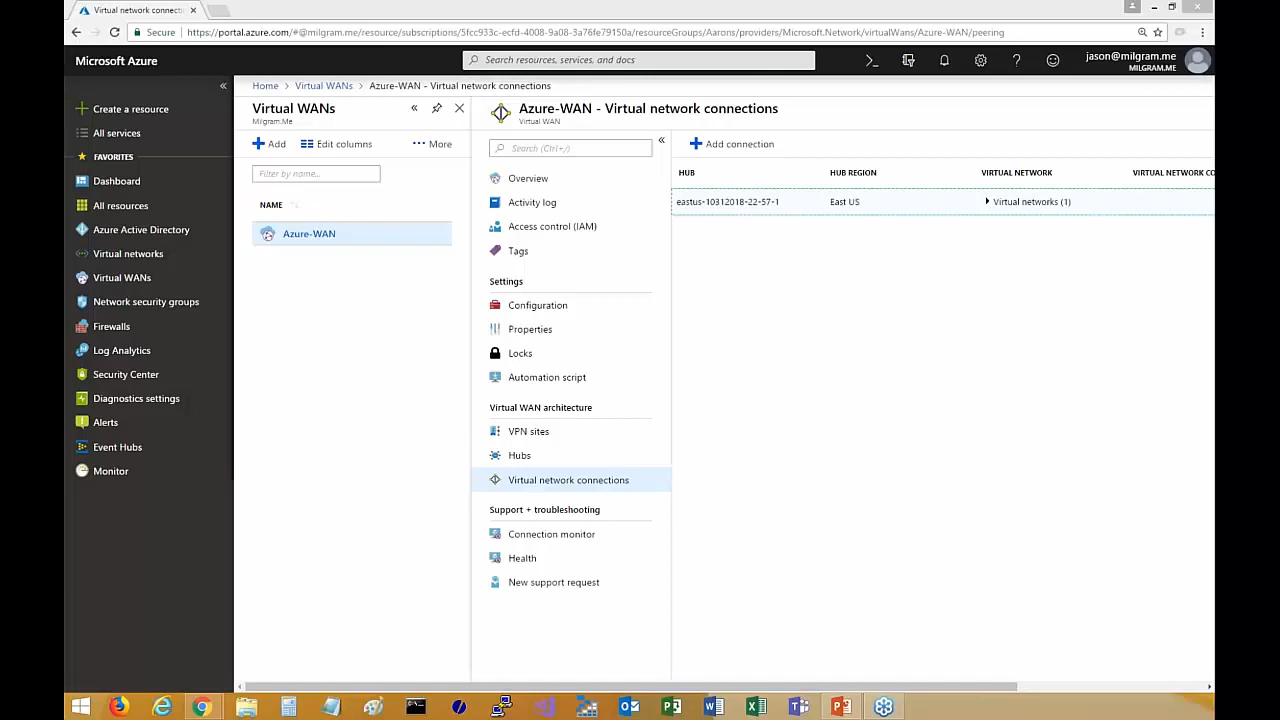 Virtual network connecti
Secure
https://portal.azure.com/#@milgram.me/resource/subscriptions/5fcc933c-ecfd-4008-9a08-3a76fe79150a/resourceGroups/Aarons/providers/Microsoft.Network/virtualWans/Azure-WAN/peering
Microsoft Azure
Search resources, services, and docs
jason@milgram.me
MILGRAM.ME
Create a resource
All services
FAVORITES
Dashboard
All resources
Azure Active Directory
Virtual networks
Virtual WANs
Network security groups
Firewalls
Log Analytics
Security Center
Diagnostics settings
Alerts
Event Hubs
Monitor
Home > Virtual WANs > Azure-WAN - Virtual network connections
Virtual WANs
Milgram.Me
Add
Edit columns
More
Filter by name...
NAME
Azure-WAN
Azure-WAN - Virtual network connections
Virtual WAN
Search (Ctrl+/)
Overview
Activity log
Access control (IAM)
Tags
Settings
Configuration
Properties
Locks
Automation script
Virtual WAN architecture
VPN sites
Hubs
Virtual network connections
Support + troubleshooting
Connection monitor
Health
New support request
Add connection
HUB HUB REGION VIRTUAL NETWORK VIRTUAL NETWORK CO
eastus-10312018-22-57-1 East US Virtual networks (1)